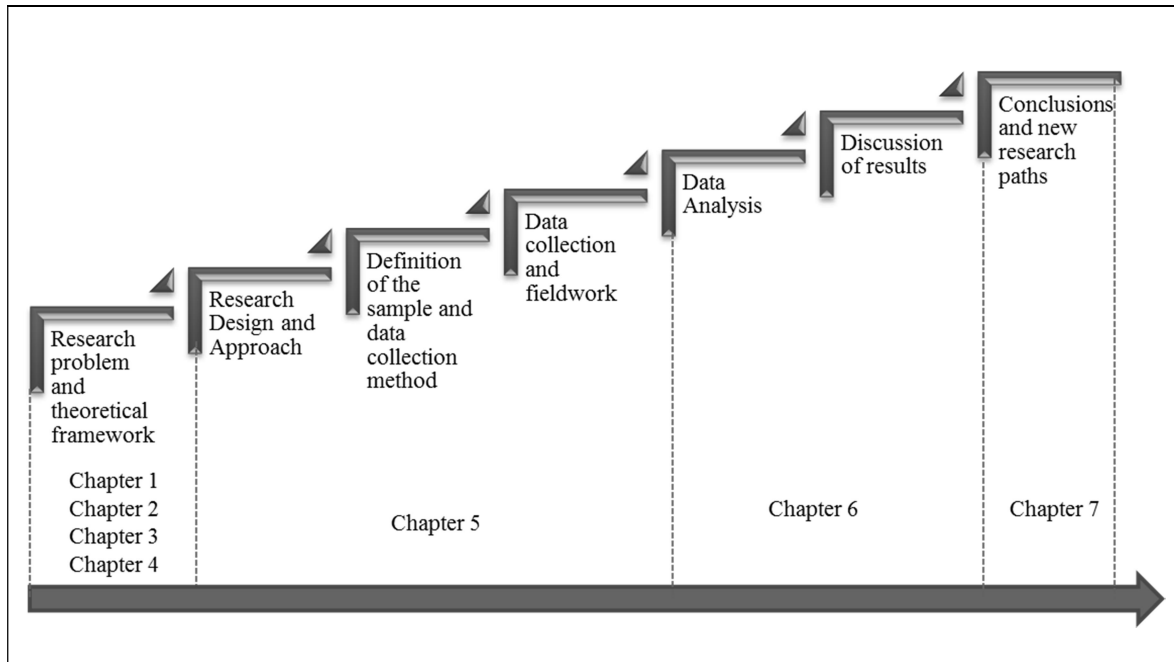 Research
problem
and
theoretical
framework
Research
Design and
Approach
Definition
of the
sample and
data
collection
method
Data
collection
and
fieldwork
Data
Analysis
Discussion
of results
Conclusions
and new
research
paths
Chapter 1
Chapter 2
Chapter 3
Chapter 4
Chapter 5
Chapter 6
Chapter 7